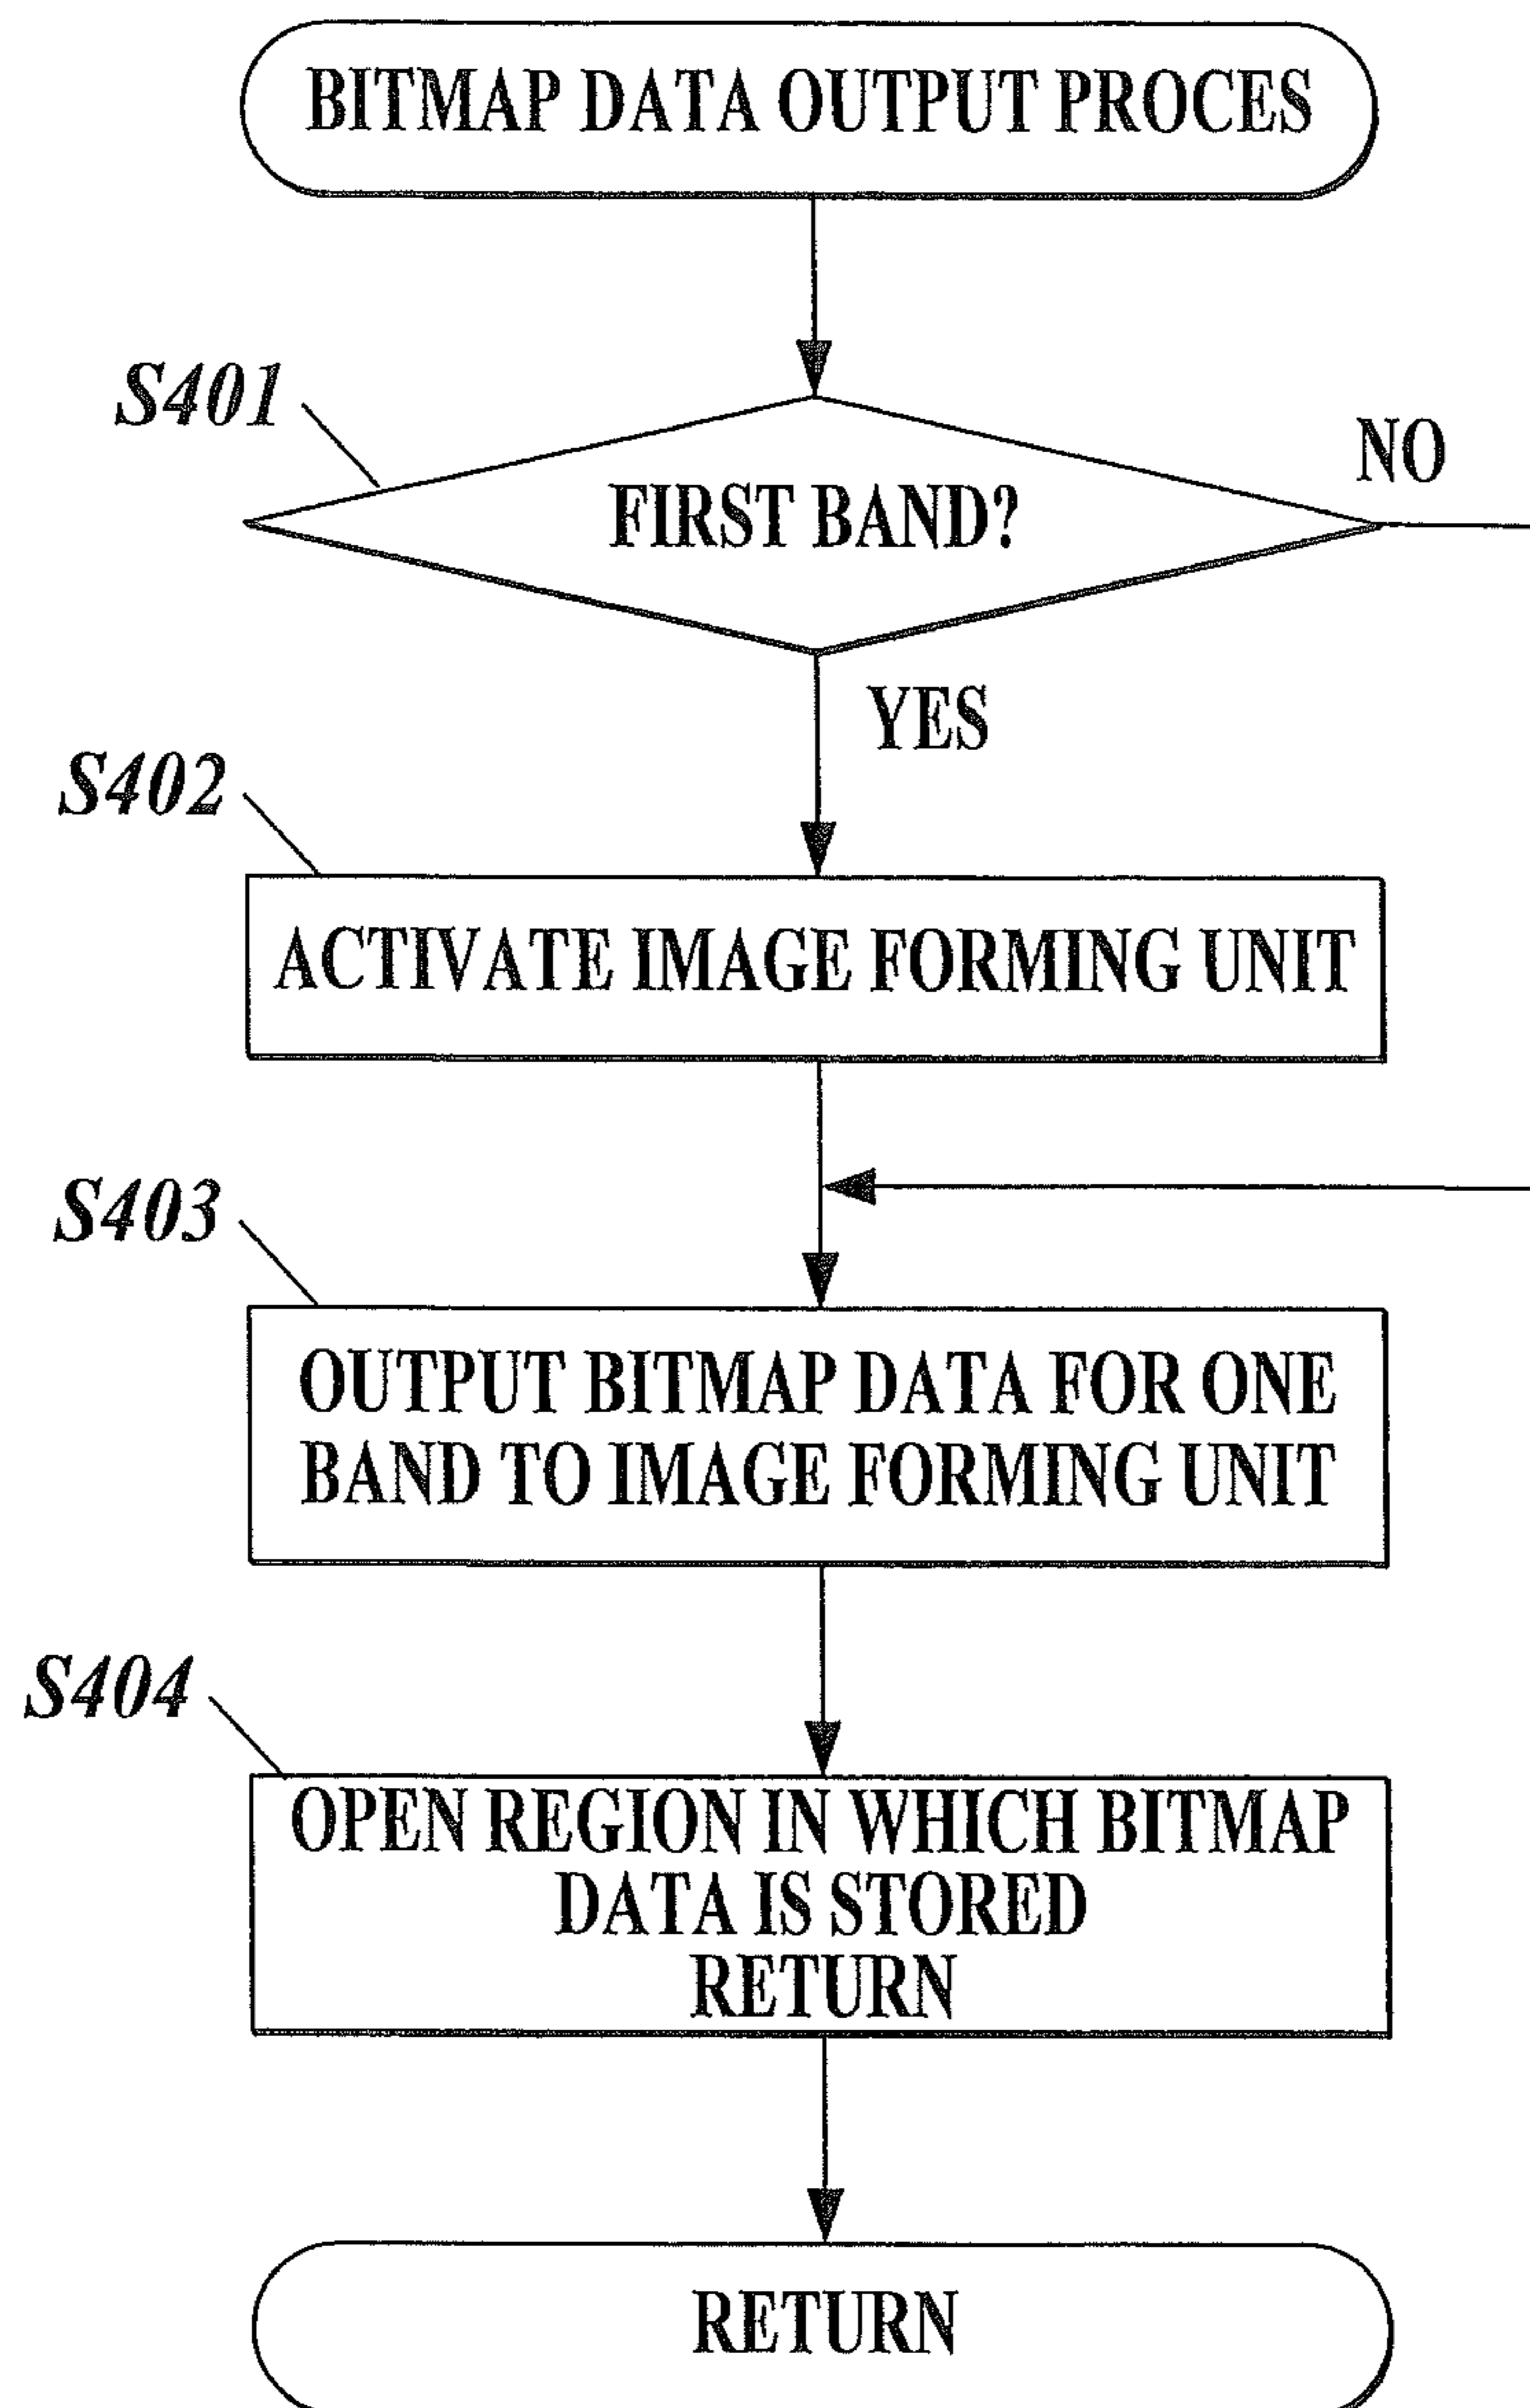 BITMAP DATA OUTPUT PROCES
S401
NO
FIRST BAND?
YES
S402
ACTIVATE IMAGE FORMING UNIT
S403
OUTPUT BITMAP DATA FOR ONE
BAND TO IMAGE FORMING UNIT
S404
OPEN REGION IN WHICH BITMAP
DATA IS STORED
RETURN
RETURN